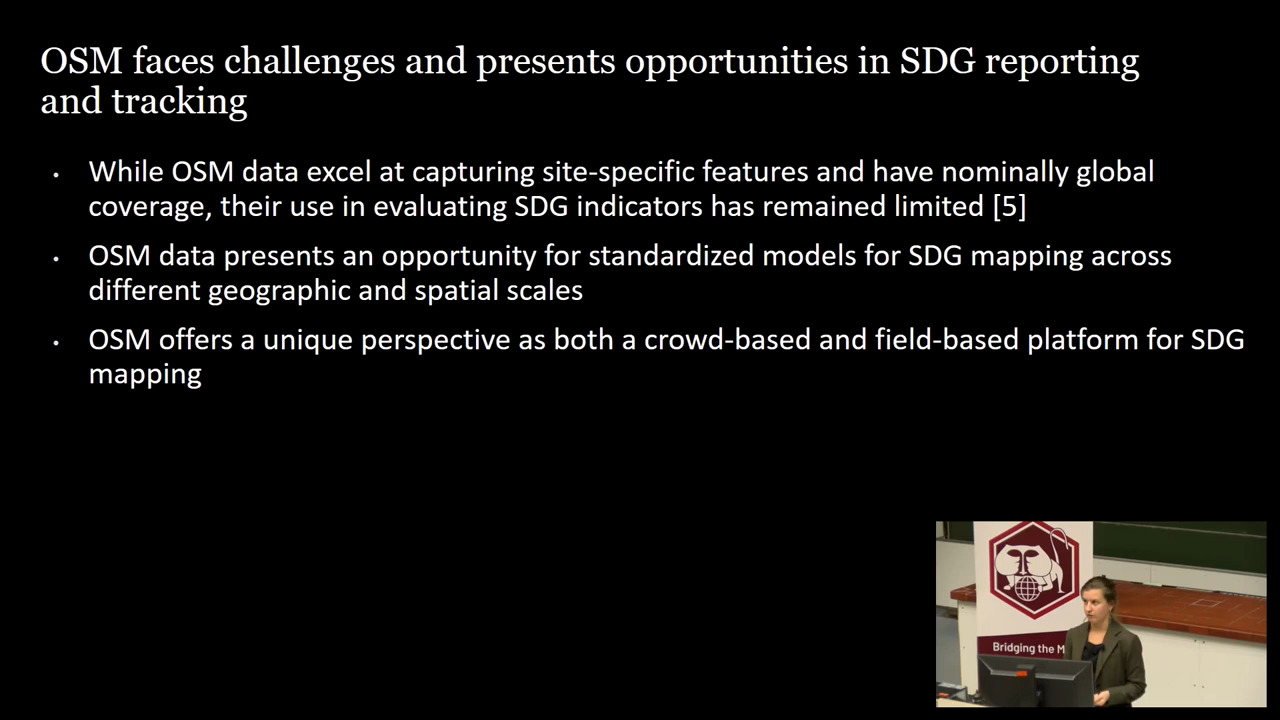 OSM faces challenges and presents opportunities in SDG reporting
and tracking
• While OSM data excel at capturing site-specific features and have nominally global
coverage, their use in evaluating SDG indicators has remained limited [5]
• OSM data presents an opportunity for standardized models for SDG mapping across
different geographic and spatial scales
• OSM offers a unique perspective as both a crowd-based and field-based platform for SDG
mapping
Bridging the M